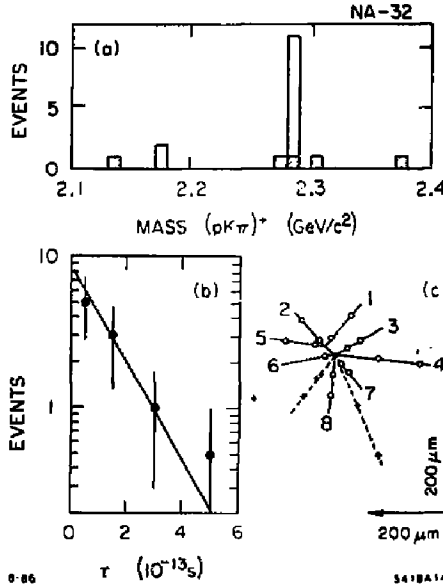 NA-32
EVENTS
10
5
0
(a)
2.1 2.2 2.3 2.4
MASS (pKπ)+ (GeV/c²)
EVENTS
10
1
(b)
0 2 4 6
τ (10⁻¹³s)
(c)
1
2
3
4
5
6
7
8
200 μm
200 μm